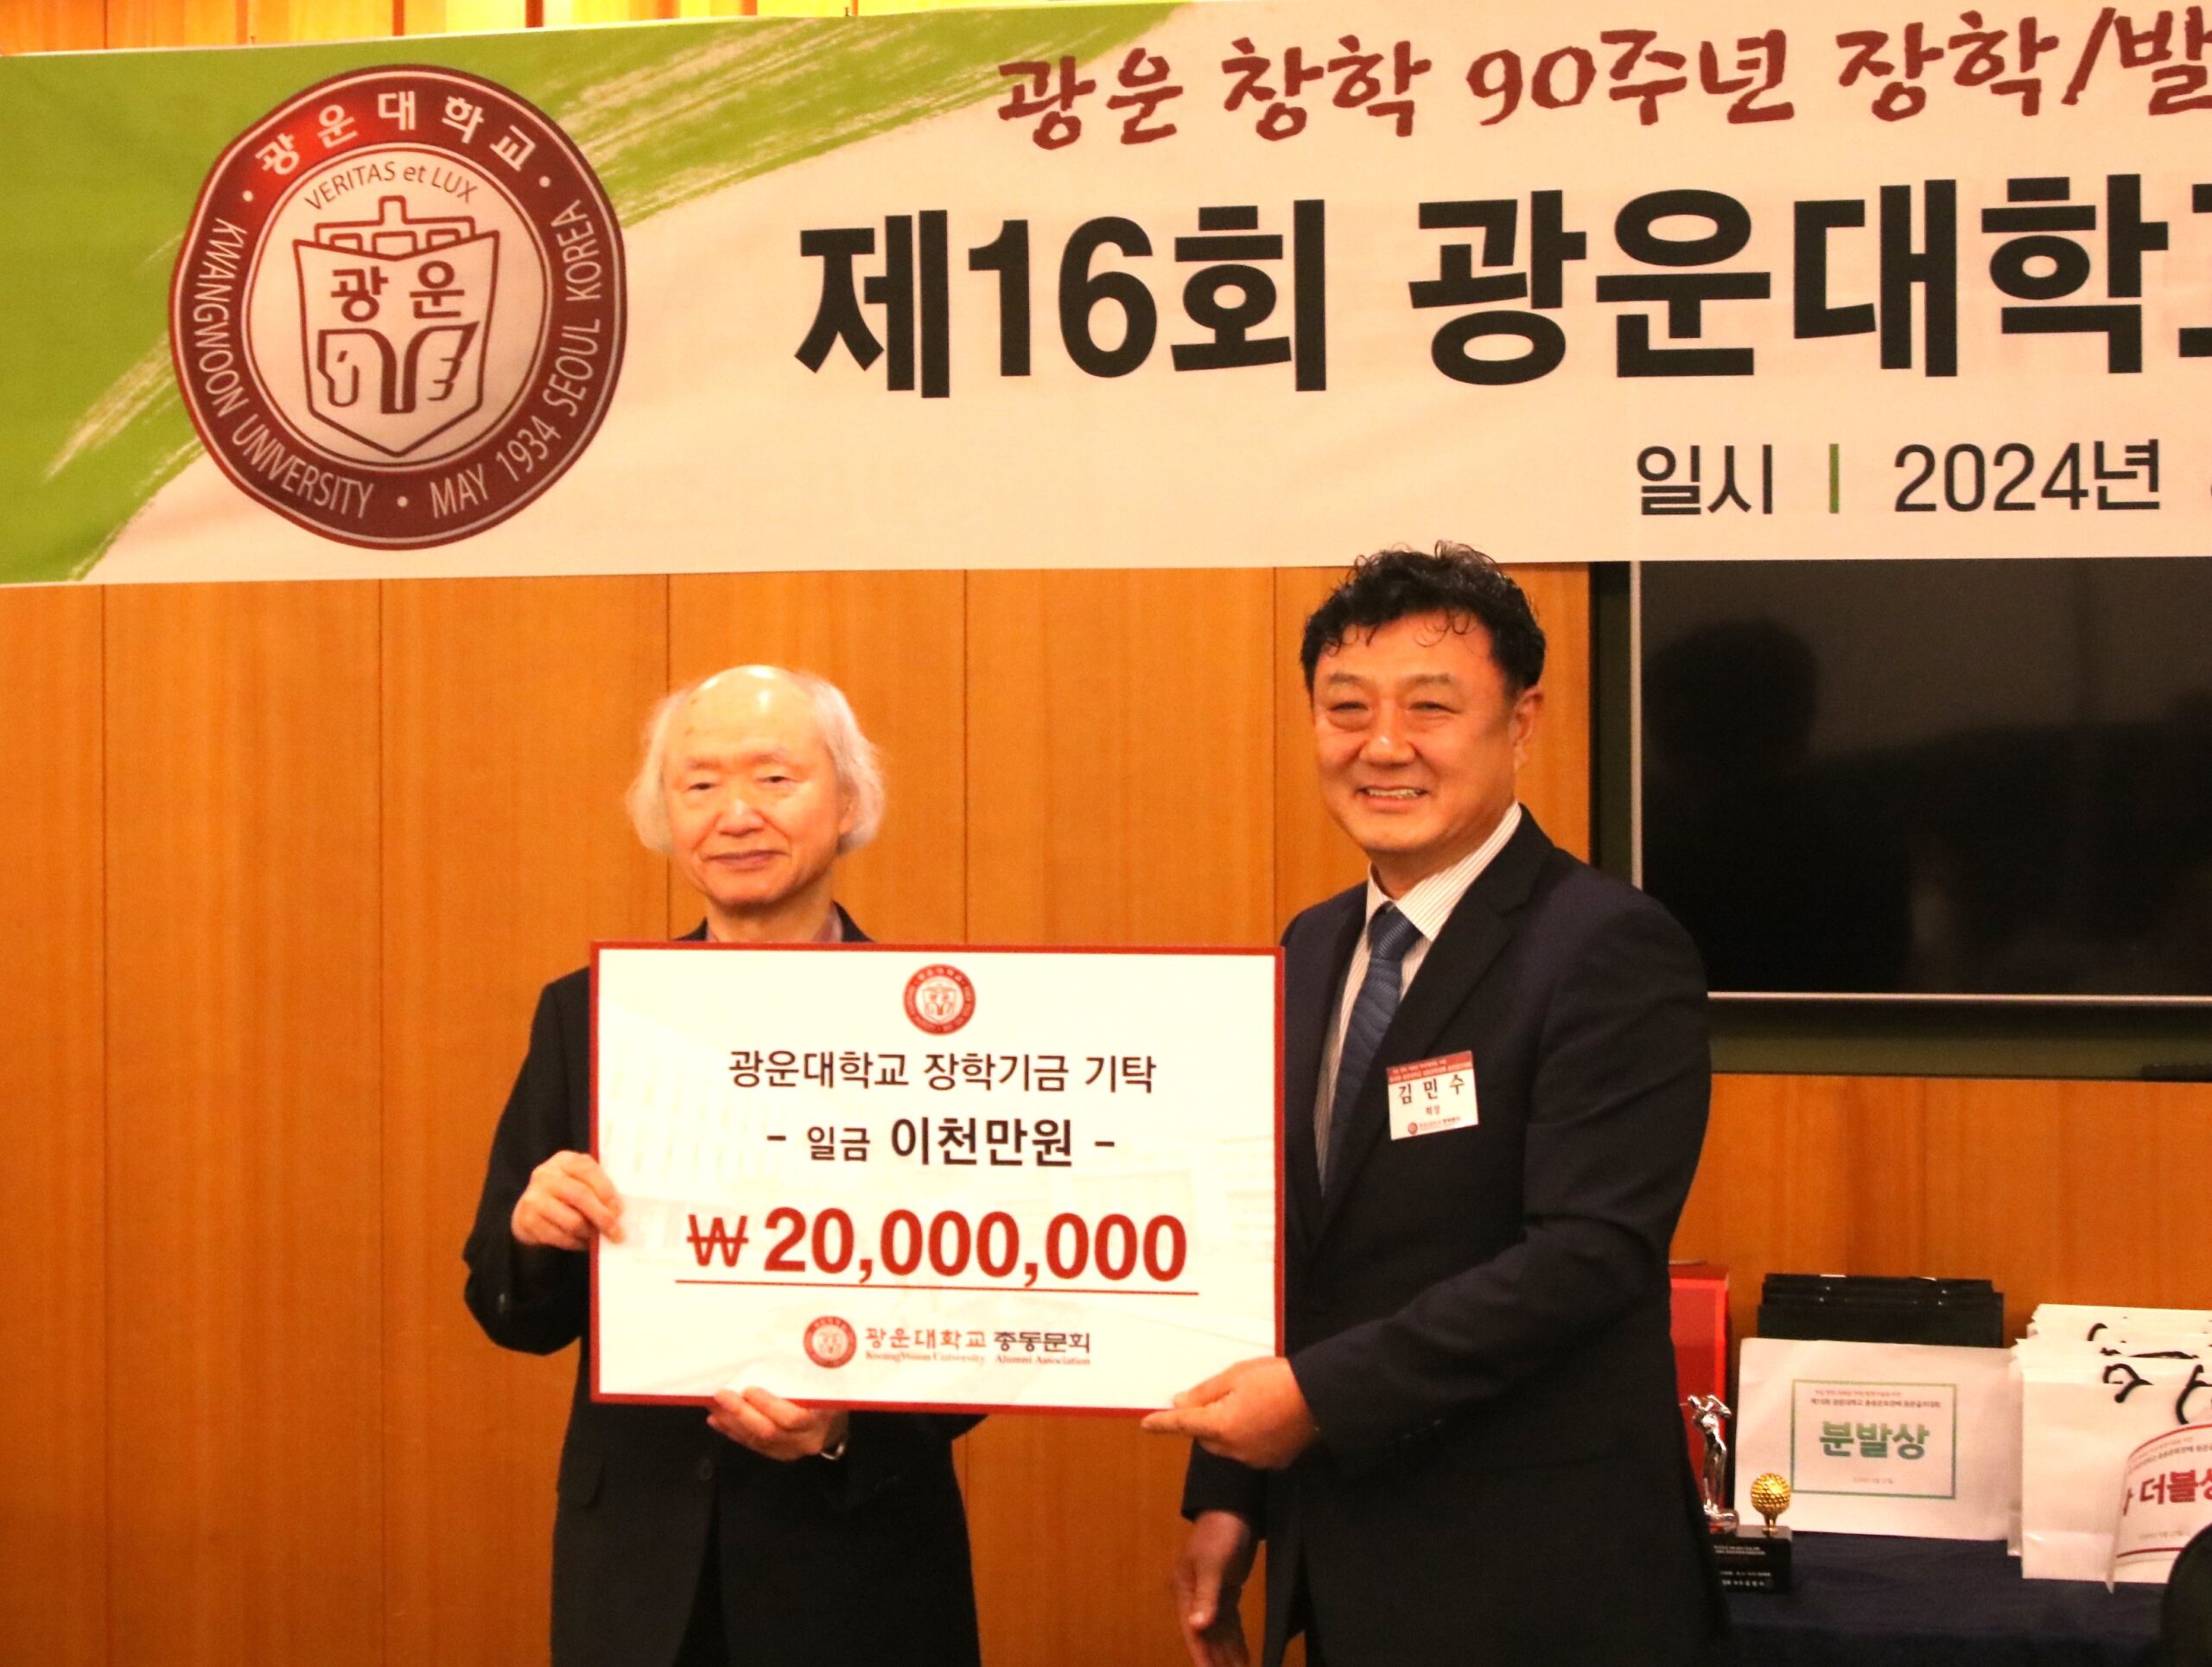 광운 창학 90주년 장학/발
제16회 광운대학교
일시 | 2024년
· 광운대학교 ·
VERITAS et LUX
광운
KWANGWOON UNIVERSITY • MAY 1934 SEOUL KOREA
광운대학교 장학기금 기탁
- 일금 이천만원 -
₩20,000,000
광운대학교 총동문회
KwangWoon University Alumni Association
김민수
회장
분발상
더블